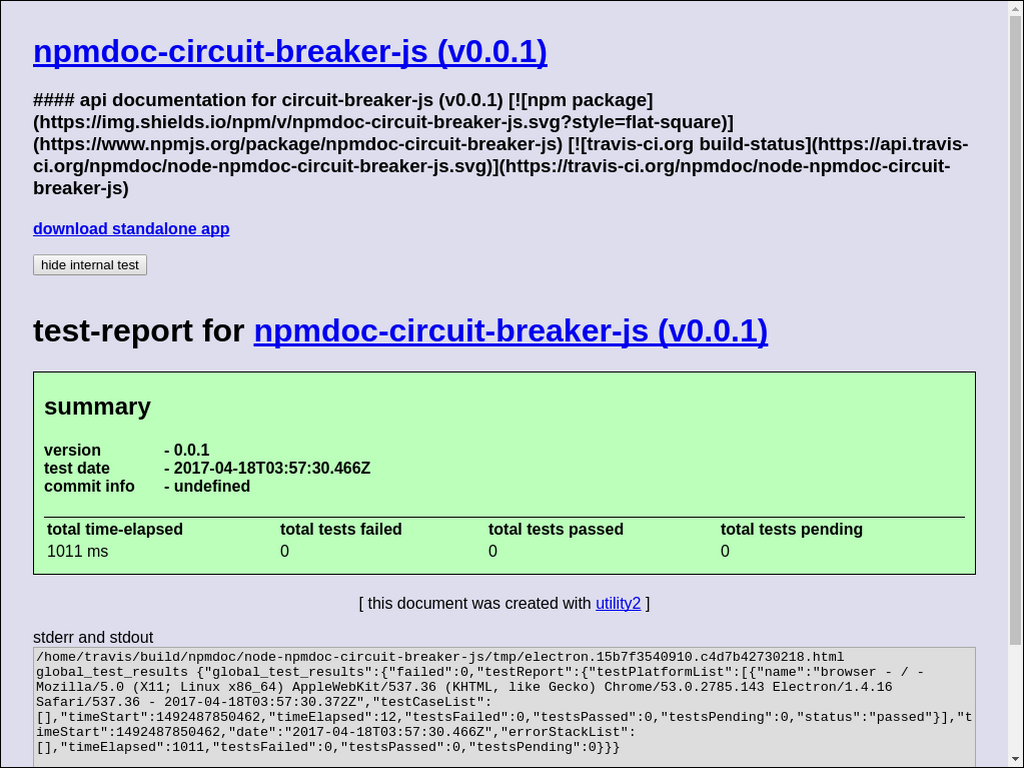 npmdoc-circuit-breaker-js (v0.0.1)
#### api documentation for circuit-breaker-js (v0.0.1) [![npm package]
(https://img.shields.io/npm/v/npmdoc-circuit-breaker-js.svg?style=flat-square)]
(https://www.npmjs.org/package/npmdoc-circuit-breaker-js) [![travis-ci.org build-status](https://api.travis-
ci.org/npmdoc/node-npmdoc-circuit-breaker-js.svg)](https://travis-ci.org/npmdoc/node-npmdoc-circuit-
breaker-js)
download standalone app
hide internal test
test-report for npmdoc-circuit-breaker-js (v0.0.1)
summary
version - 0.0.1
test date - 2017-04-18T03:57:30.466Z
commit info - undefined
total time-elapsed total tests failed total tests passed total tests pending
1011 ms 0 0 0
[ this document was created with utility2 ]
stderr and stdout
/home/travis/build/npmdoc/node-npmdoc-circuit-breaker-js/tmp/electron.15b7f3540910.c4d7b42730218.html
global_test_results {"global_test_results":{"failed":0,"testReport":{"testPlatformList":[{"name":"browser - / -
Mozilla/5.0 (X11; Linux x86_64) AppleWebKit/537.36 (KHTML, like Gecko) Chrome/53.0.2785.143 Electron/1.4.16
Safari/537.36 - 2017-04-18T03:57:30.372Z","testCaseList":
[],"timeStart":1492487850462,"timeElapsed":12,"testsFailed":0,"testsPassed":0,"testsPending":0,"status":"passed"}],"t
imeStart":1492487850462,"date":"2017-04-18T03:57:30.466Z","errorStackList":
[],"timeElapsed":1011,"testsFailed":0,"testsPassed":0,"testsPending":0}}}